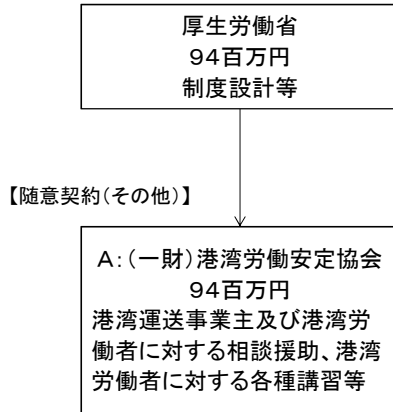 厚生労働省
94百万円
制度設計等
【随意契約(その他)】
A:(一財)港湾労働安定協会
94百万円
港湾運送事業主及び港湾労
働者に対する相談援助、港湾
労働者に対する各種講習等